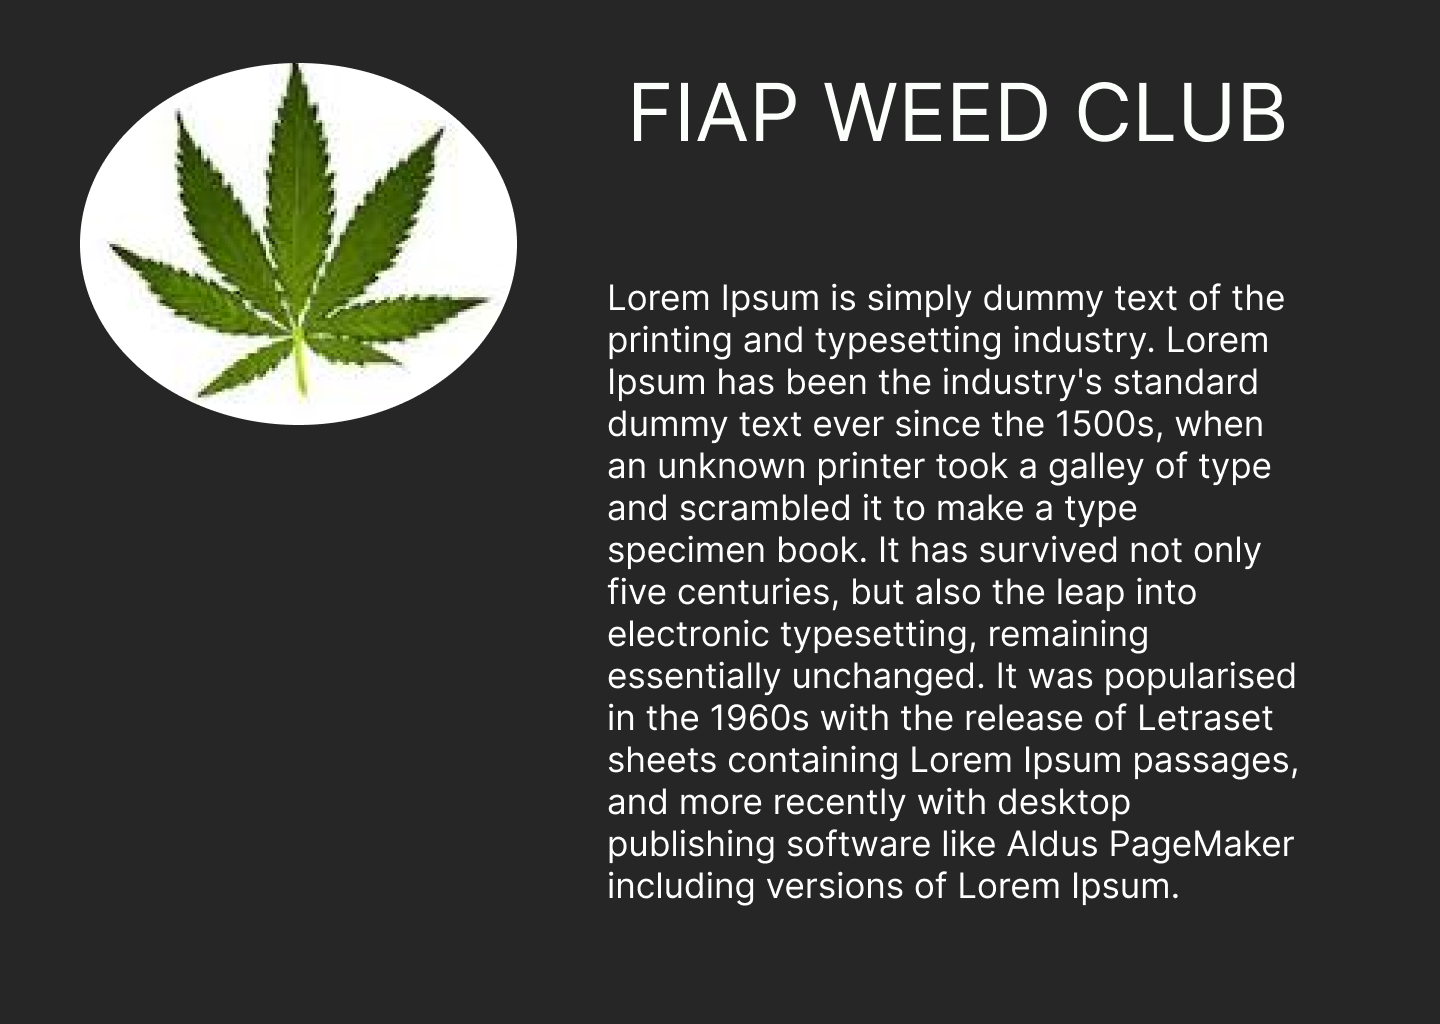 FIAP WEED CLUB
Lorem Ipsum is simply dummy text of the
printing and typesetting industry. Lorem
Ipsum has been the industry's standard
dummy text ever since the 1500s, when
an unknown printer took a galley of type
and scrambled it to make a type
specimen book. It has survived not only
five centuries, but also the leap into
electronic typesetting, remaining
essentially unchanged. It was popularised
in the 1960s with the release of Letraset
sheets containing Lorem Ipsum passages,
and more recently with desktop
publishing software like Aldus PageMaker
including versions of Lorem Ipsum.